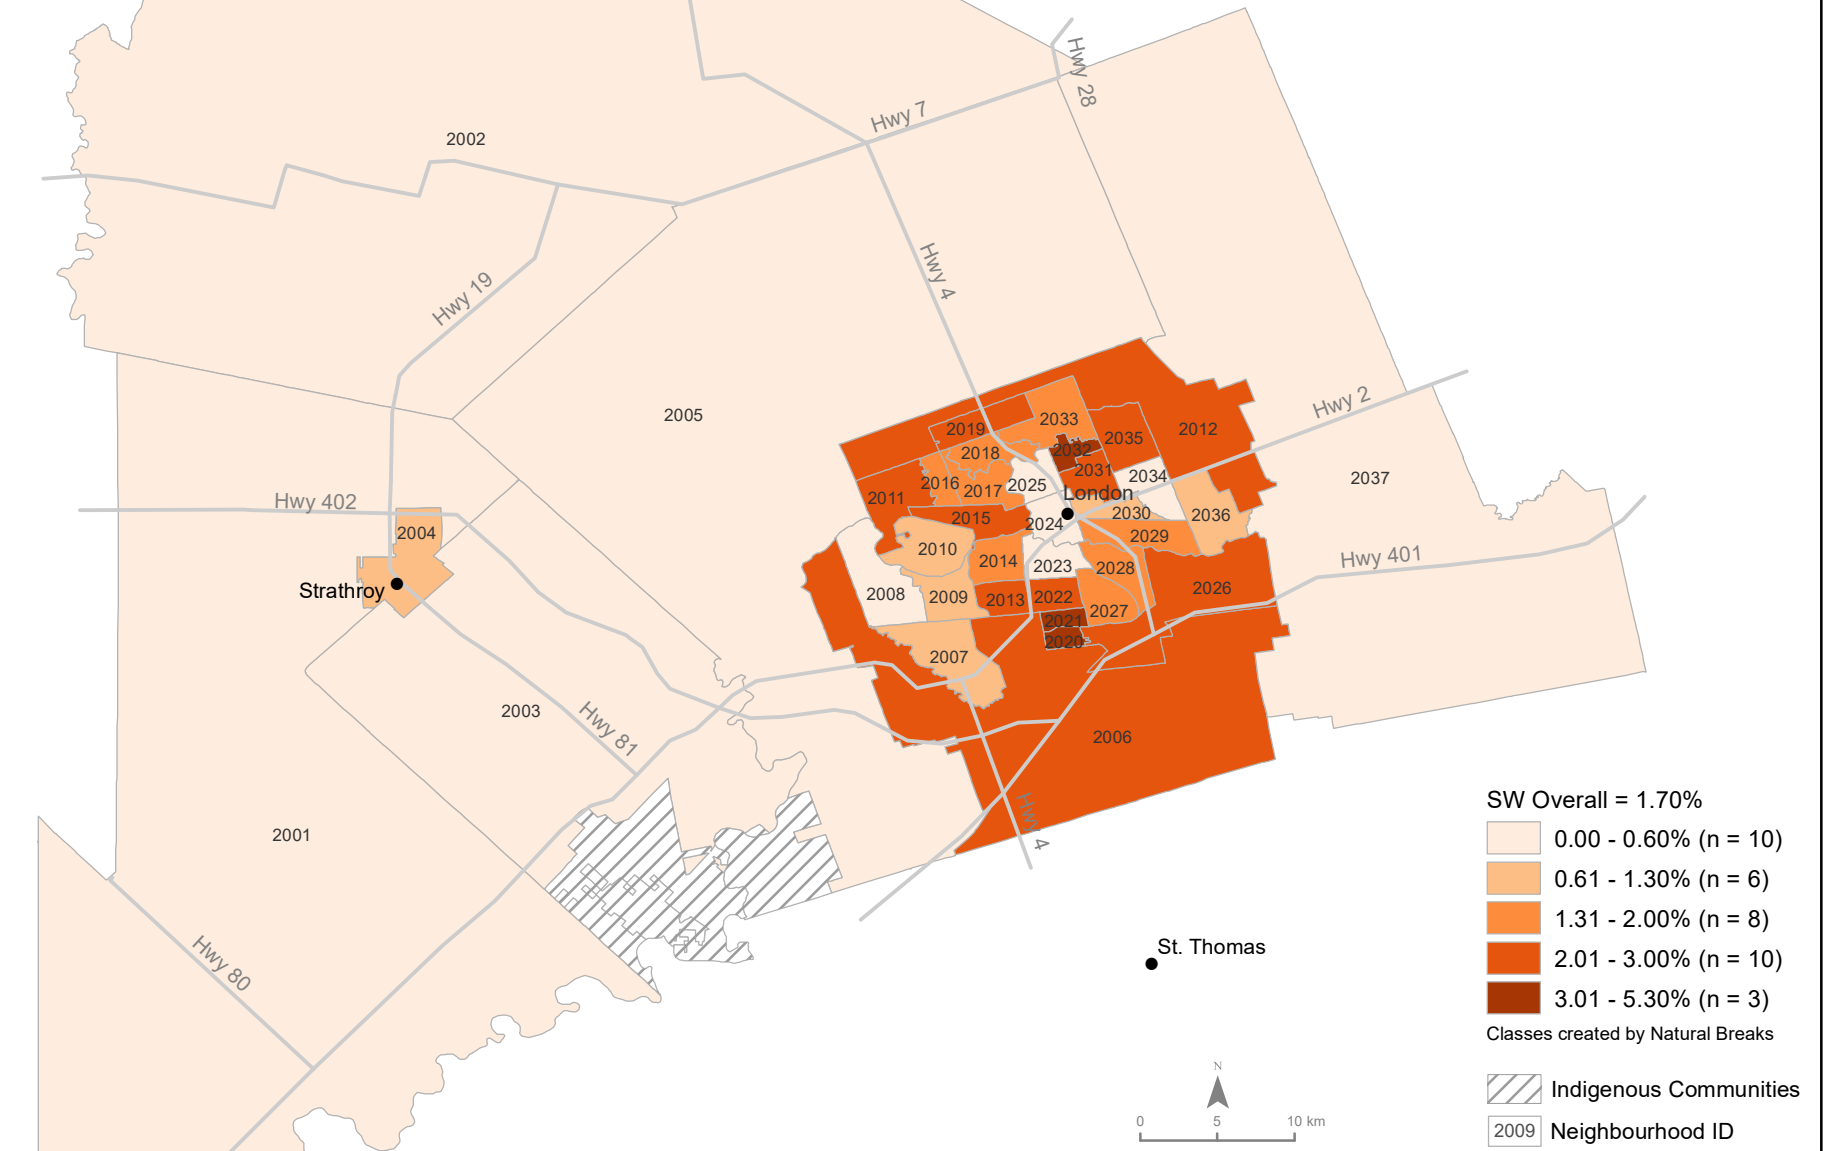 Hwy 28
Hwy 7
2002
Hwy 4
Hwy 19
Hwy 2
2005
2033
2019
2012
2035
2018
2032
2031
2034
2037
2016
2025
2017
2011
London
Hwy 402
2030
2036
2015
2024
2004
2029
2010
Hwy 401
2014
2023
2028
Strathroy
2026
2008
2009
2013
2022
2027
2021
2020
2007
2003
Hwy 81
2006
Hwy 4
2001
St. Thomas
Hwy 80
SW Overall = 1.70%
0.00 - 0.60% (n = 10)
0.61 - 1.30% (n = 6)
1.31 - 2.00% (n = 8)
2.01 - 3.00% (n = 10)
3.01 - 5.30% (n = 3)
Classes created by Natural Breaks
Indigenous Communities
2009 Neighbourhood ID
N
0 5 10 km